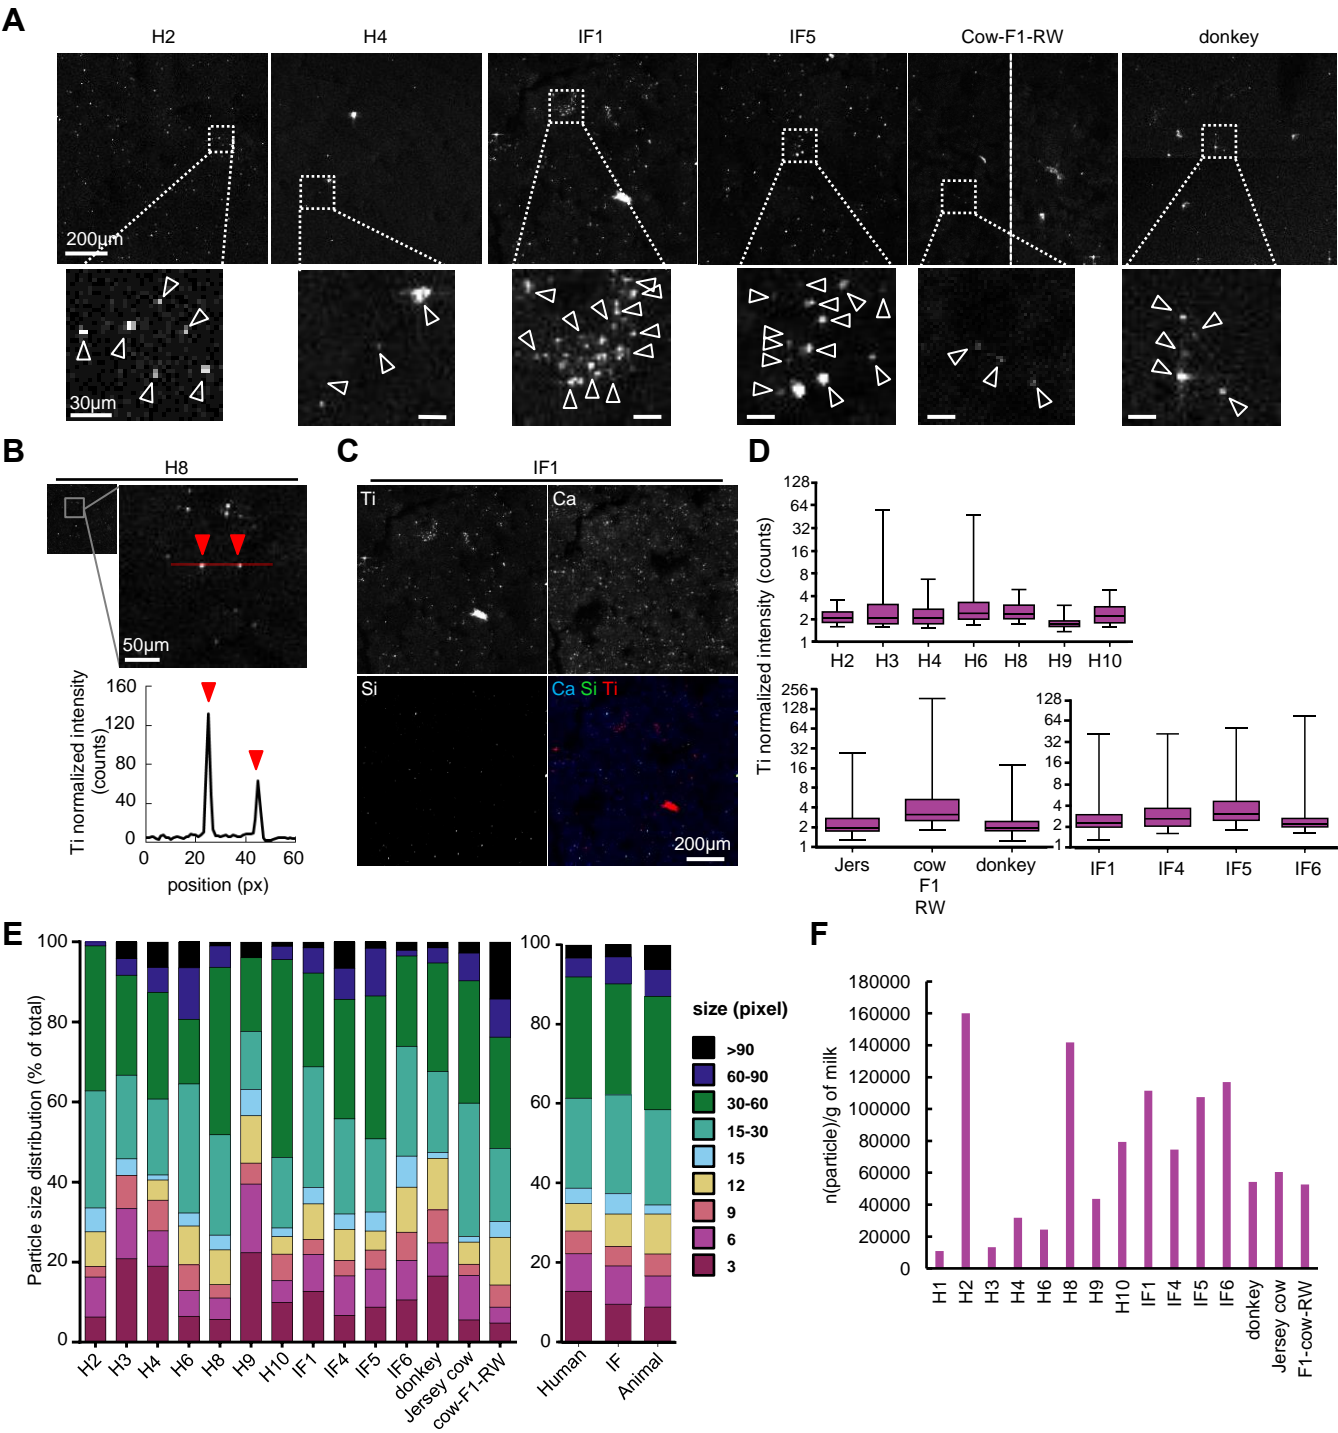 A
H2 H4 IF1 IF5 Cow-F1-RW donkey
200µm
30µm
B
H8
50µm
Ti normalized intensity
(counts)
160
120
80
40
0
0 20 40 60
position (px)
C
IF1
Ti Ca
Si Ca Si Ti
200µm
D
Ti normalized intensity (counts)
128
64
32
16
8
4
2
1
H2 H3 H4 H6 H8 H9 H10
256
128
64
32
16
8
4
2
1
Jers cow F1 RW donkey
128
64
32
16
8
4
2
1
IF1 IF4 IF5 IF6
E
Particle size distribution (% of total)
100
80
60
40
20
0
H2 H3 H4 H6 H8 H9 H10 IF1 IF4 IF5 IF6 donkey Jersey cow cow-F1-RW
100
80
60
40
20
0
Human IF Animal
size (pixel)
>90
60-90
30-60
15-30
15
12
9
6
3
F
n(particle)/g of milk
180000
160000
140000
120000
100000
80000
60000
40000
20000
0
H1 H2 H3 H4 H6 H8 H9 H10 IF1 IF4 IF5 IF6 donkey Jersey cow F1-cow-RW